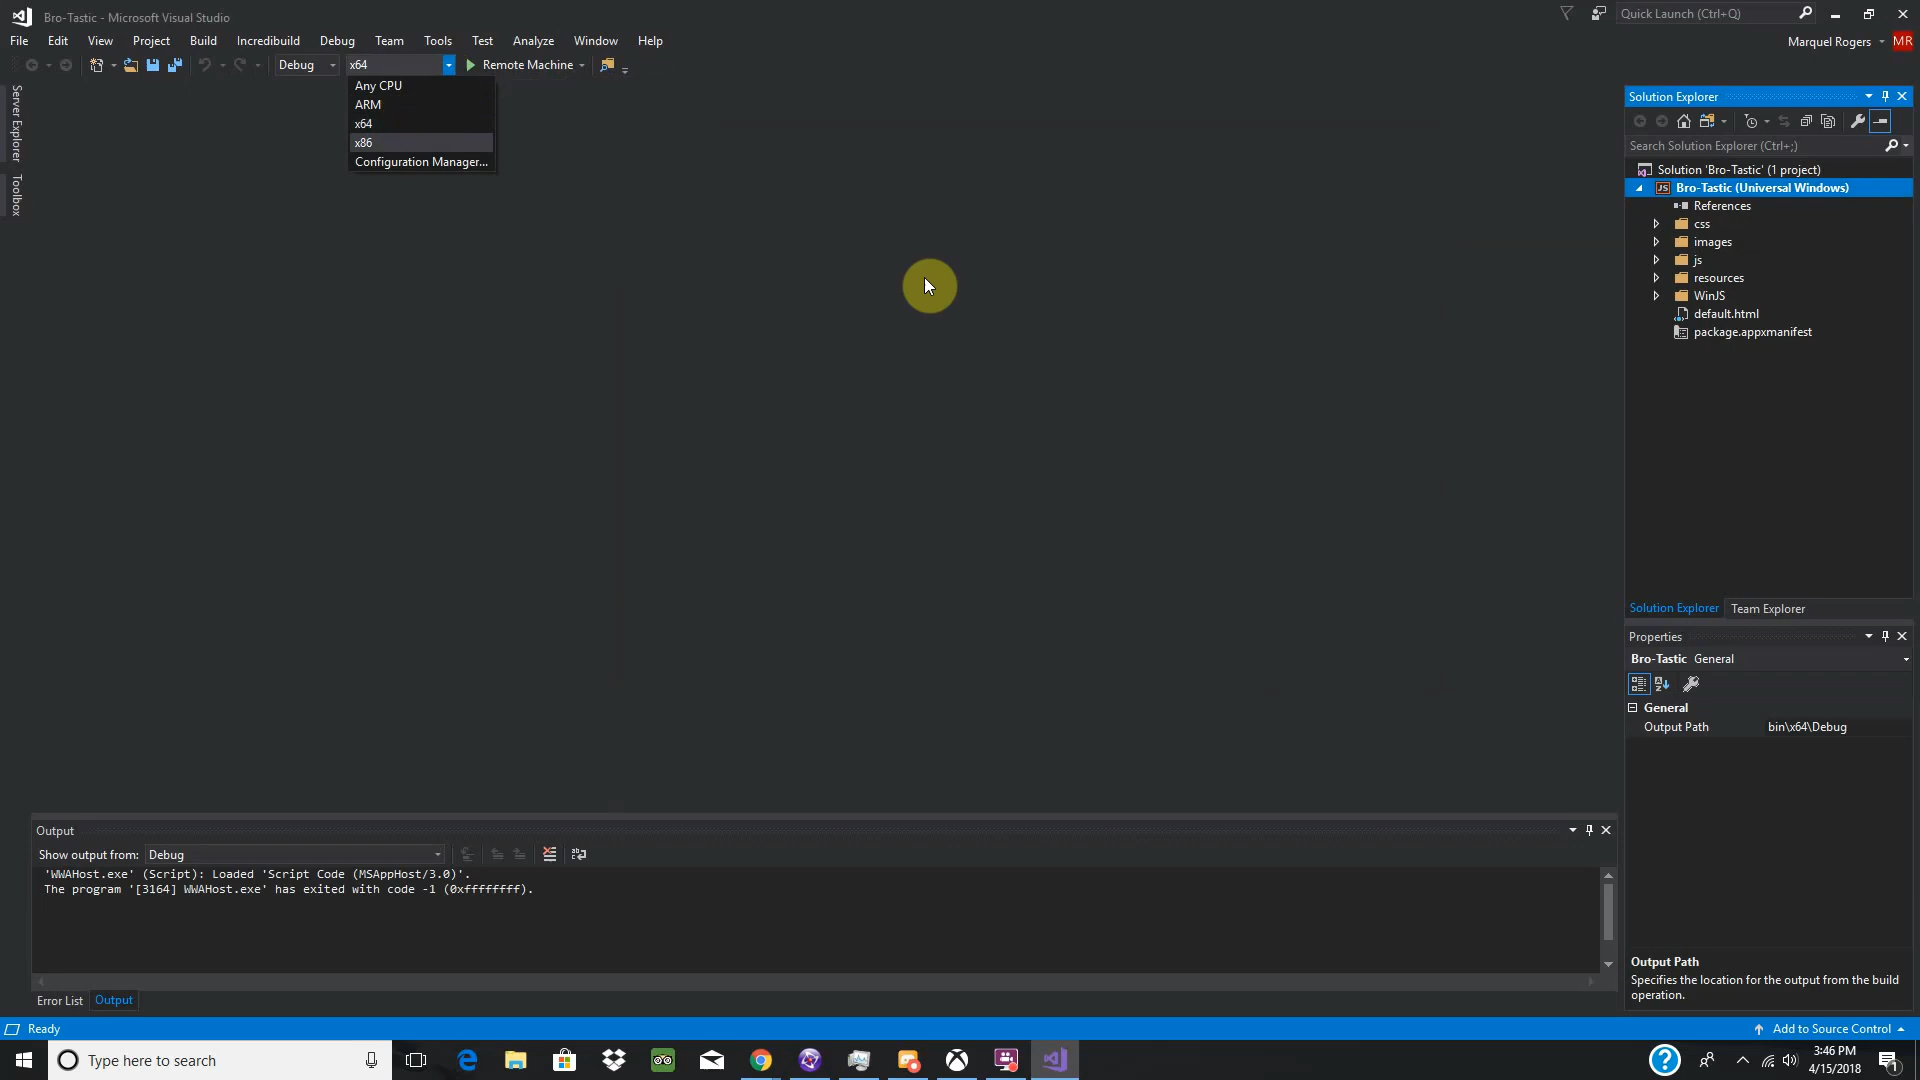 Bro-Tastic - Microsoft Visual Studio
Quick Launch (Ctrl+Q)
File Edit View Project Build Incredibuild Debug Team Tools Test Analyze Window Help
Marquel Rogers MR
Debug x64 Remote Machine
Any CPU
ARM
x64
x86
Configuration Manager...
Server Explorer
Toolbox
Solution Explorer
Search Solution Explorer (Ctrl+;)
Solution 'Bro-Tastic' (1 project)
JS Bro-Tastic (Universal Windows)
References
css
images
js
resources
WinJS
default.html
package.appxmanifest
Solution Explorer Team Explorer
Properties
Bro-Tastic General
General
Output Path bin\x64\Debug
Output Path
Specifies the location for the output from the build
operation.
Output
Show output from: Debug
'WWAHost.exe' (Script): Loaded 'Script Code (MSAppHost/3.0)'.
The program '[3164] WWAHost.exe' has exited with code -1 (0xffffffff).
Error List Output
Ready
Add to Source Control
Type here to search
3:46 PM
4/15/2018
1